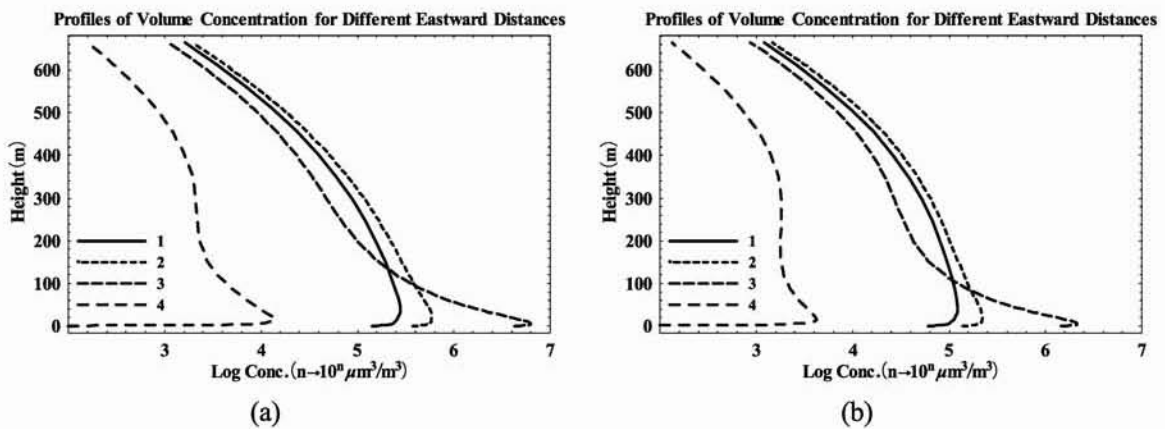 Profiles of Volume Concentration for Different Eastward Distances
600
500
400
300
200
100
0
Height(m)
1
2
3
4
3 4 5 6 7
Log Conc.(n→10ⁿ μm³/m³)
(a)
Profiles of Volume Concentration for Different Eastward Distances
600
500
400
300
200
100
0
Height(m)
1
2
3
4
3 4 5 6 7
Log Conc.(n→10ⁿ μm³/m³)
(b)